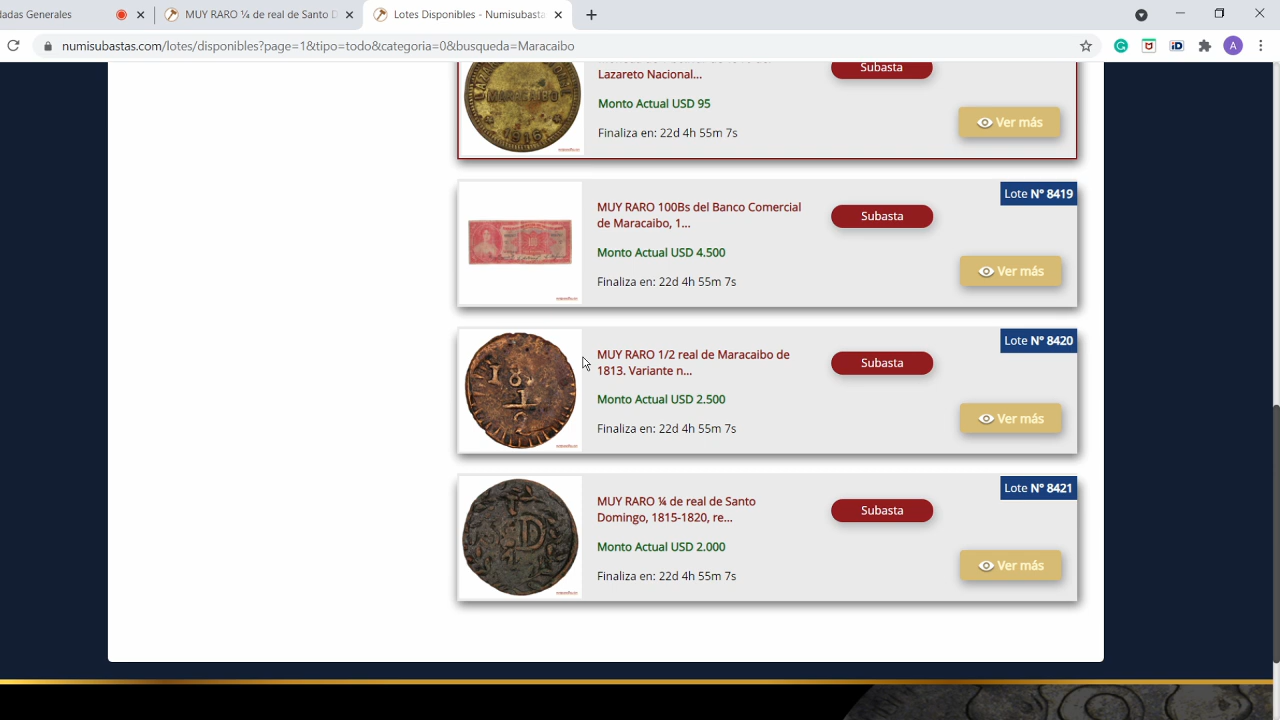 dadas Generales
MUY RARO ¼ de real de Santo D
Lotes Disponibles - Numisubasta
numisubastas.com/lotes/disponibles?page=1&tipo=todo&categoria=0&busqueda=Maracaibo
A
Lazareto Nacional...
Subasta
Monto Actual USD 95
Finaliza en: 22d 4h 55m 7s
Ver más
MARACAIBO
1916
Lote N° 8419
MUY RARO 100Bs del Banco Comercial
de Maracaibo, 1...
Subasta
Monto Actual USD 4.500
Finaliza en: 22d 4h 55m 7s
Ver más
Lote N° 8420
MUY RARO 1/2 real de Maracaibo de
1813. Variante n...
Subasta
Monto Actual USD 2.500
Finaliza en: 22d 4h 55m 7s
Ver más
Lote N° 8421
MUY RARO ¼ de real de Santo
Domingo, 1815-1820, re...
Subasta
Monto Actual USD 2.000
Finaliza en: 22d 4h 55m 7s
Ver más